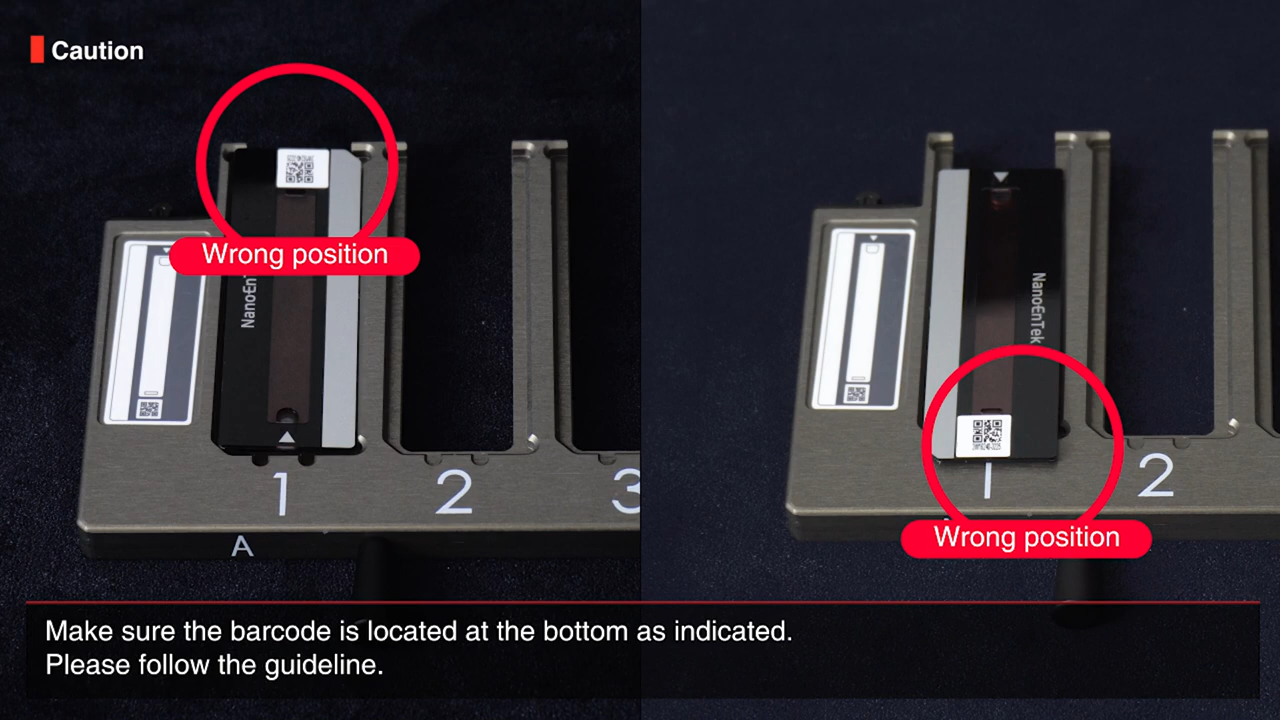 Caution
Wrong position
NanoEnT
1
2
3
A
NanoEnTek
1
2
Wrong position
Make sure the barcode is located at the bottom as indicated.
Please follow the guideline.